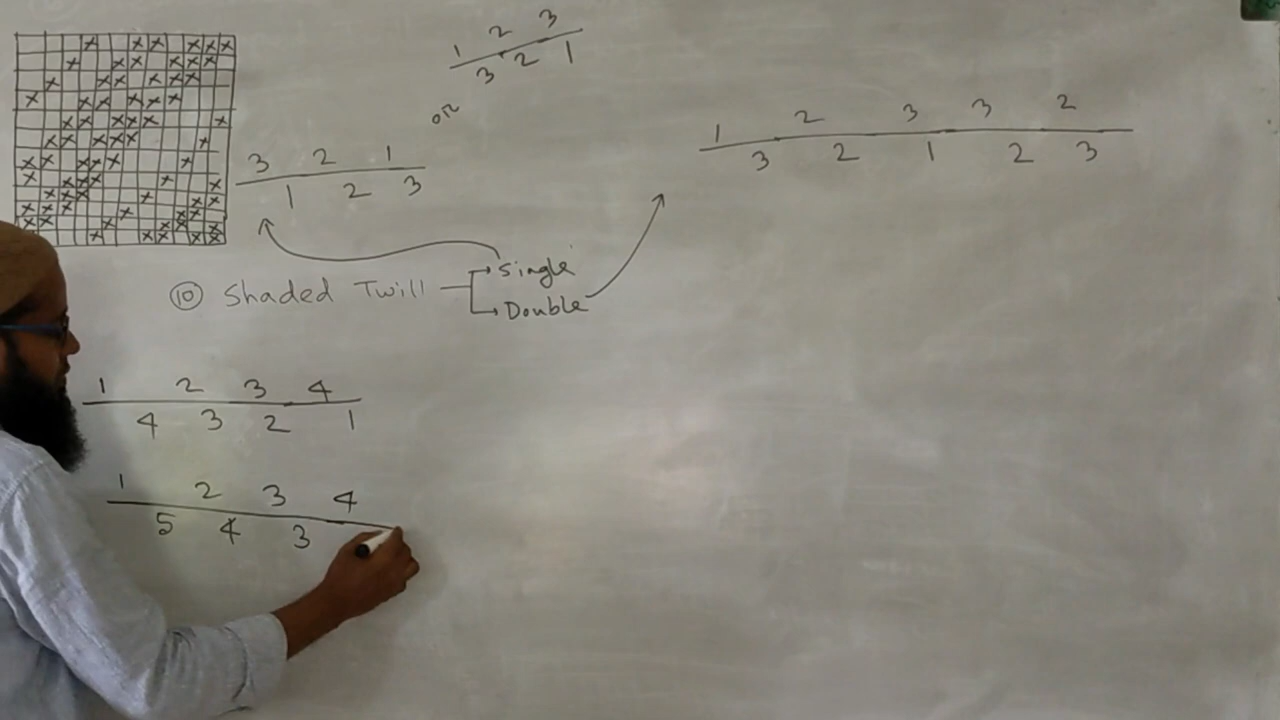 1 2 3
3 2 1
or
1 2 3 3 2
3 2 1 2 3
3 2 1
1 2 3
⑩ Shaded Twill
Single
Double
1 2 3 4
4 3 2 1
1 2 3 4
5 4 3